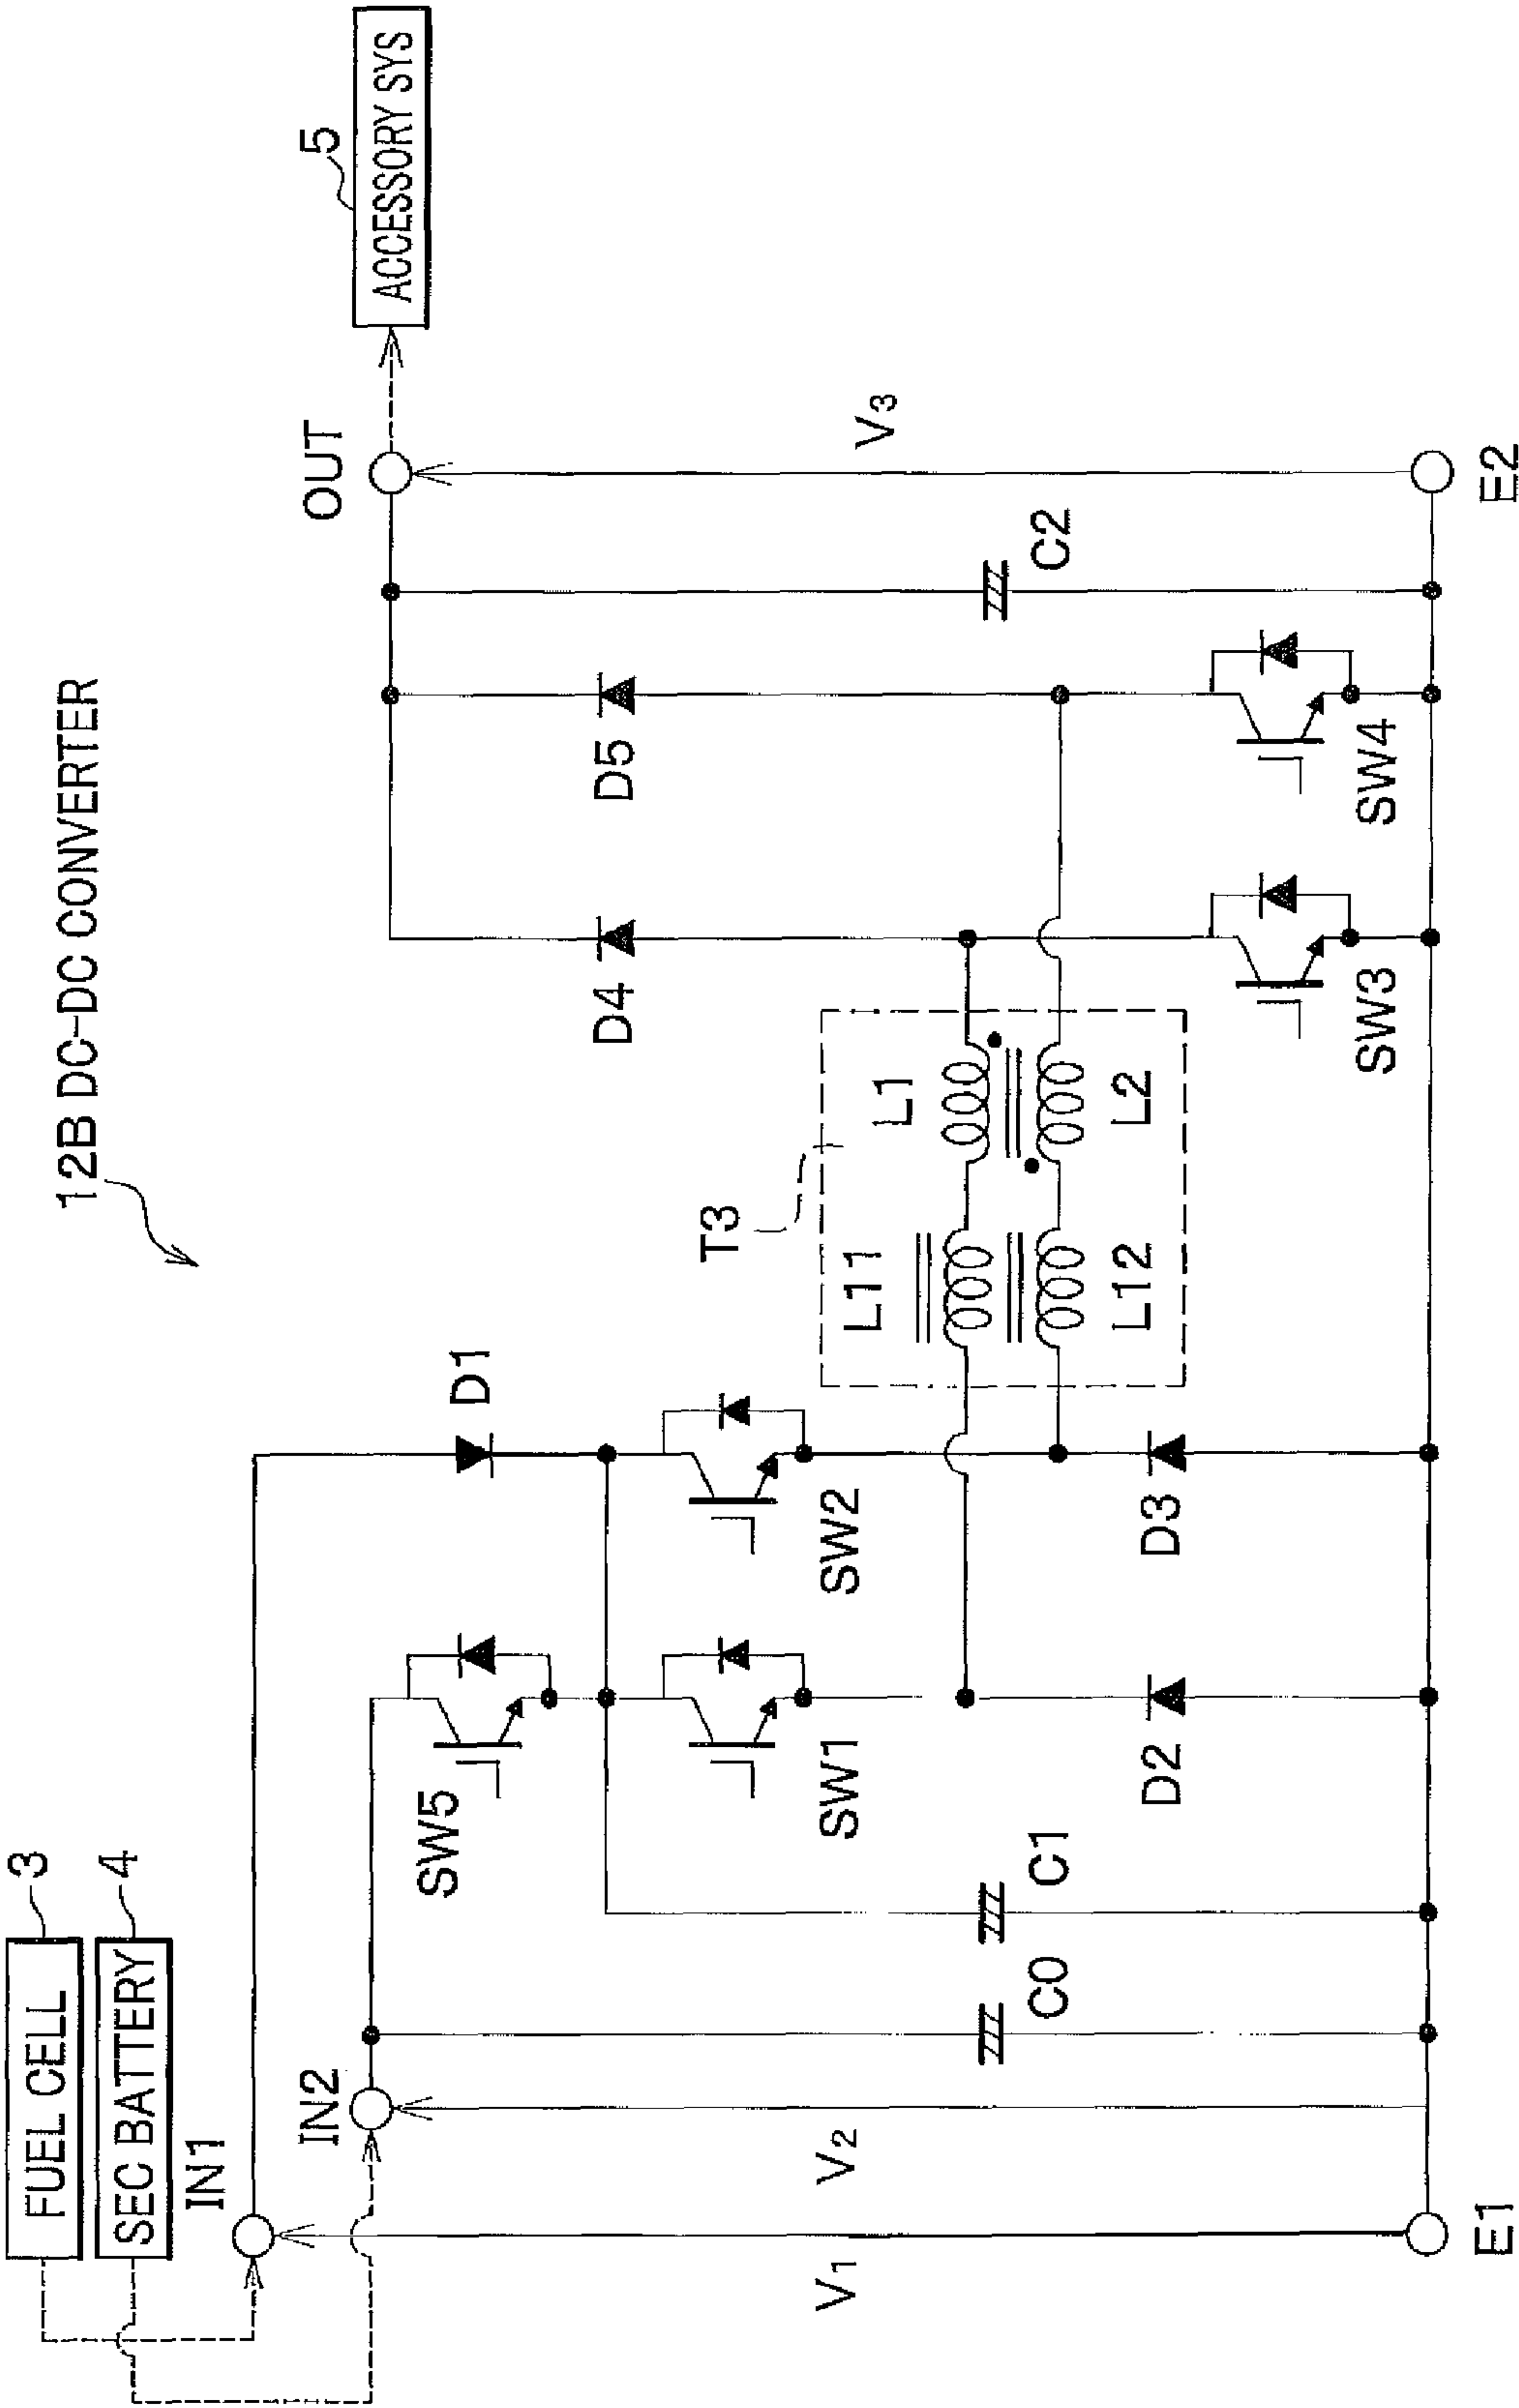 12B DC-DC CONVERTER
FUEL CELL
3
SEC BATTERY
4
IN1
IN2
OUT
5
ACCESSORY SYS
D1
SW5
SW1
SW2
D4
D5
T3
L11
L1
L12
L2
V1
V2
V3
C0
C1
C2
D2
D3
SW3
SW4
E1
E2